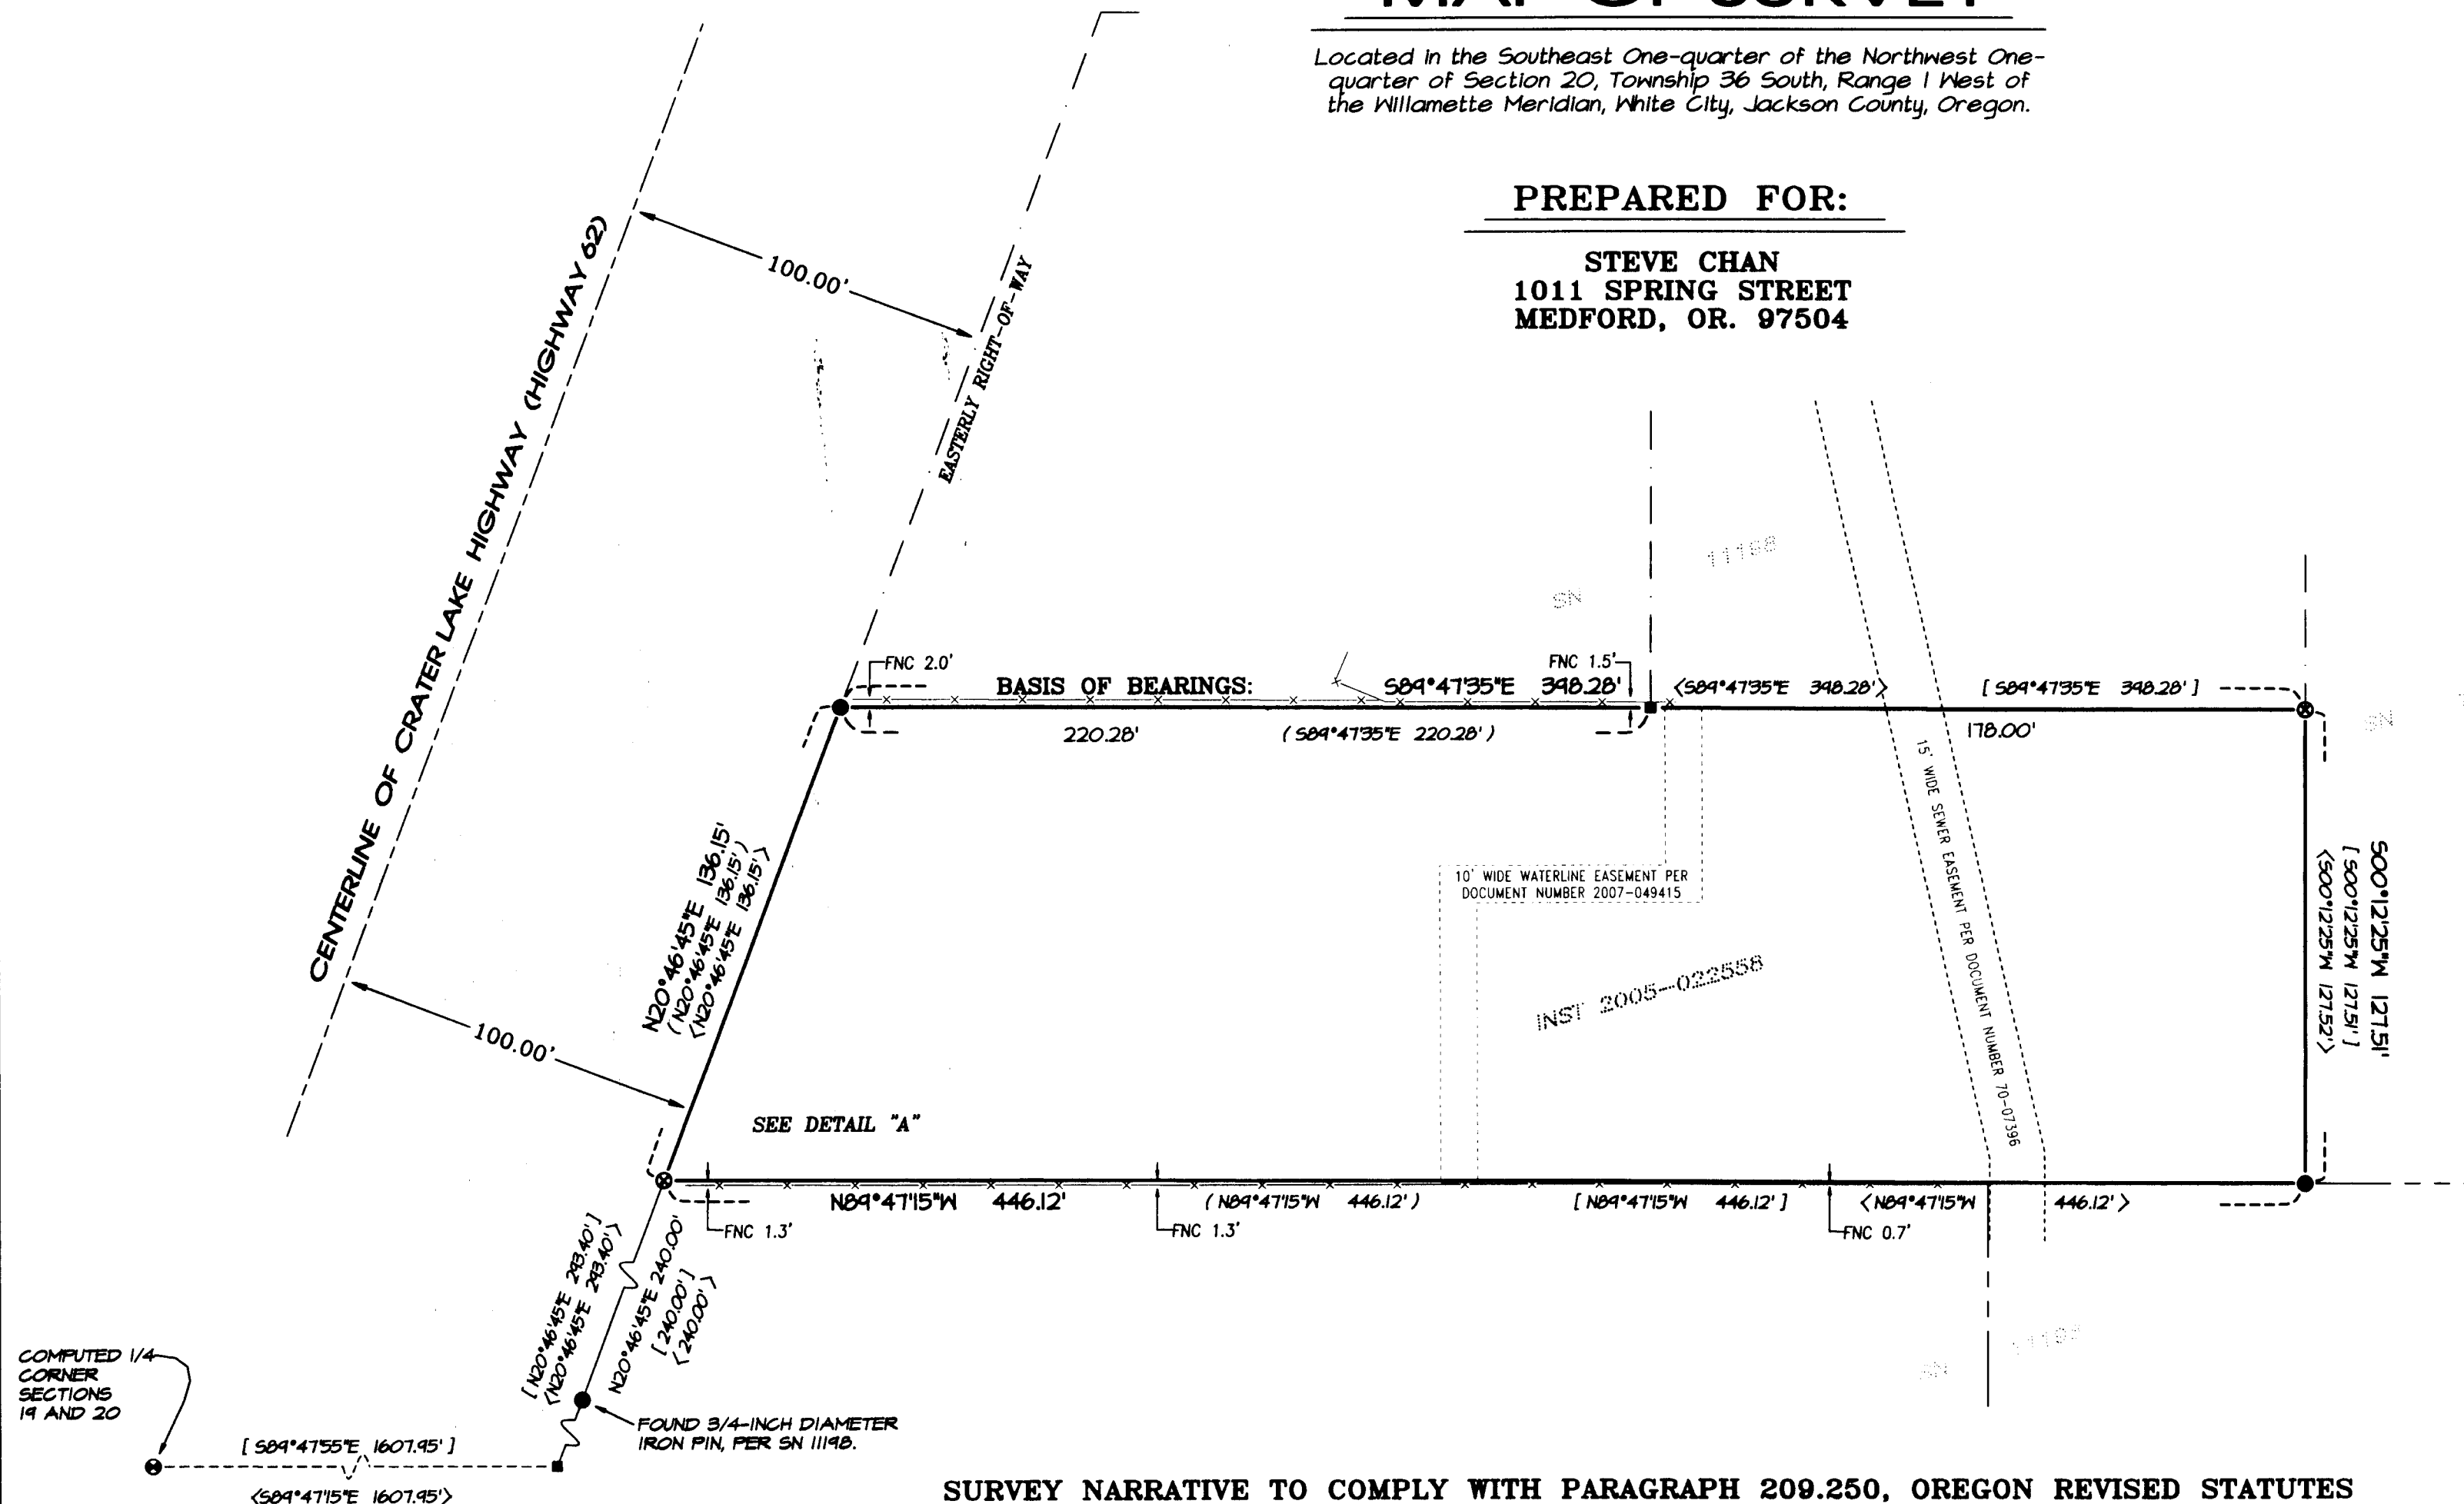 MAP OF SURVEY
Located in the Southeast One-quarter of the Northwest One-
quarter of Section 20, Township 36 South, Range 1 West of
the Willamette Meridian, White City, Jackson County, Oregon.
PREPARED FOR:
STEVE CHAN
1011 SPRING STREET
MEDFORD, OR. 97504
CENTERLINE OF CRATER LAKE HIGHWAY (HIGHWAY 62)
100.00'
EASTERLY RIGHT-OF-WAY
SN 11198
FNC 2.0'
BASIS OF BEARINGS: S89°47'35"E 398.28'
FNC 1.5'
<S89°47'35"E 398.28'>
[ S89°47'35"E 398.28' ]
SN
220.28'
( S89°47'35"E 220.28' )
178.00'
N20°46'45"E 136.15'
( N20°46'45"E 136.15' )
<N20°46'45"E 136.15'>
10' WIDE WATERLINE EASEMENT PER
DOCUMENT NUMBER 2007-049415
15' WIDE SEWER EASEMENT PER DOCUMENT NUMBER 70-07396
S00°12'25"W 127.51'
[ S00°12'25"W 127.51' ]
<S00°12'25"W 127.52'>
INST 2005-022558
100.00'
SEE DETAIL "A"
N89°47'15"W 446.12'
( N89°47'15"W 446.12' )
[ N89°47'15"W 446.12' ]
<N89°47'15"W 446.12' >
FNC 1.3'
FNC 1.3'
FNC 0.7'
[ N20°46'45"E 293.40' ]
<N20°46'45"E 293.40'>
N20°46'45"E 240.00'
[ 240.00' ]
< 240.00' >
SN
COMPUTED 1/4
CORNER
SECTIONS
19 AND 20
FOUND 3/4-INCH DIAMETER
IRON PIN, PER SN 11198.
[ S89°47'55"E 1607.95' ]
<S89°47'15"E 1607.95'>
SURVEY NARRATIVE TO COMPLY WITH PARAGRAPH 209.250, OREGON REVISED STATUTES